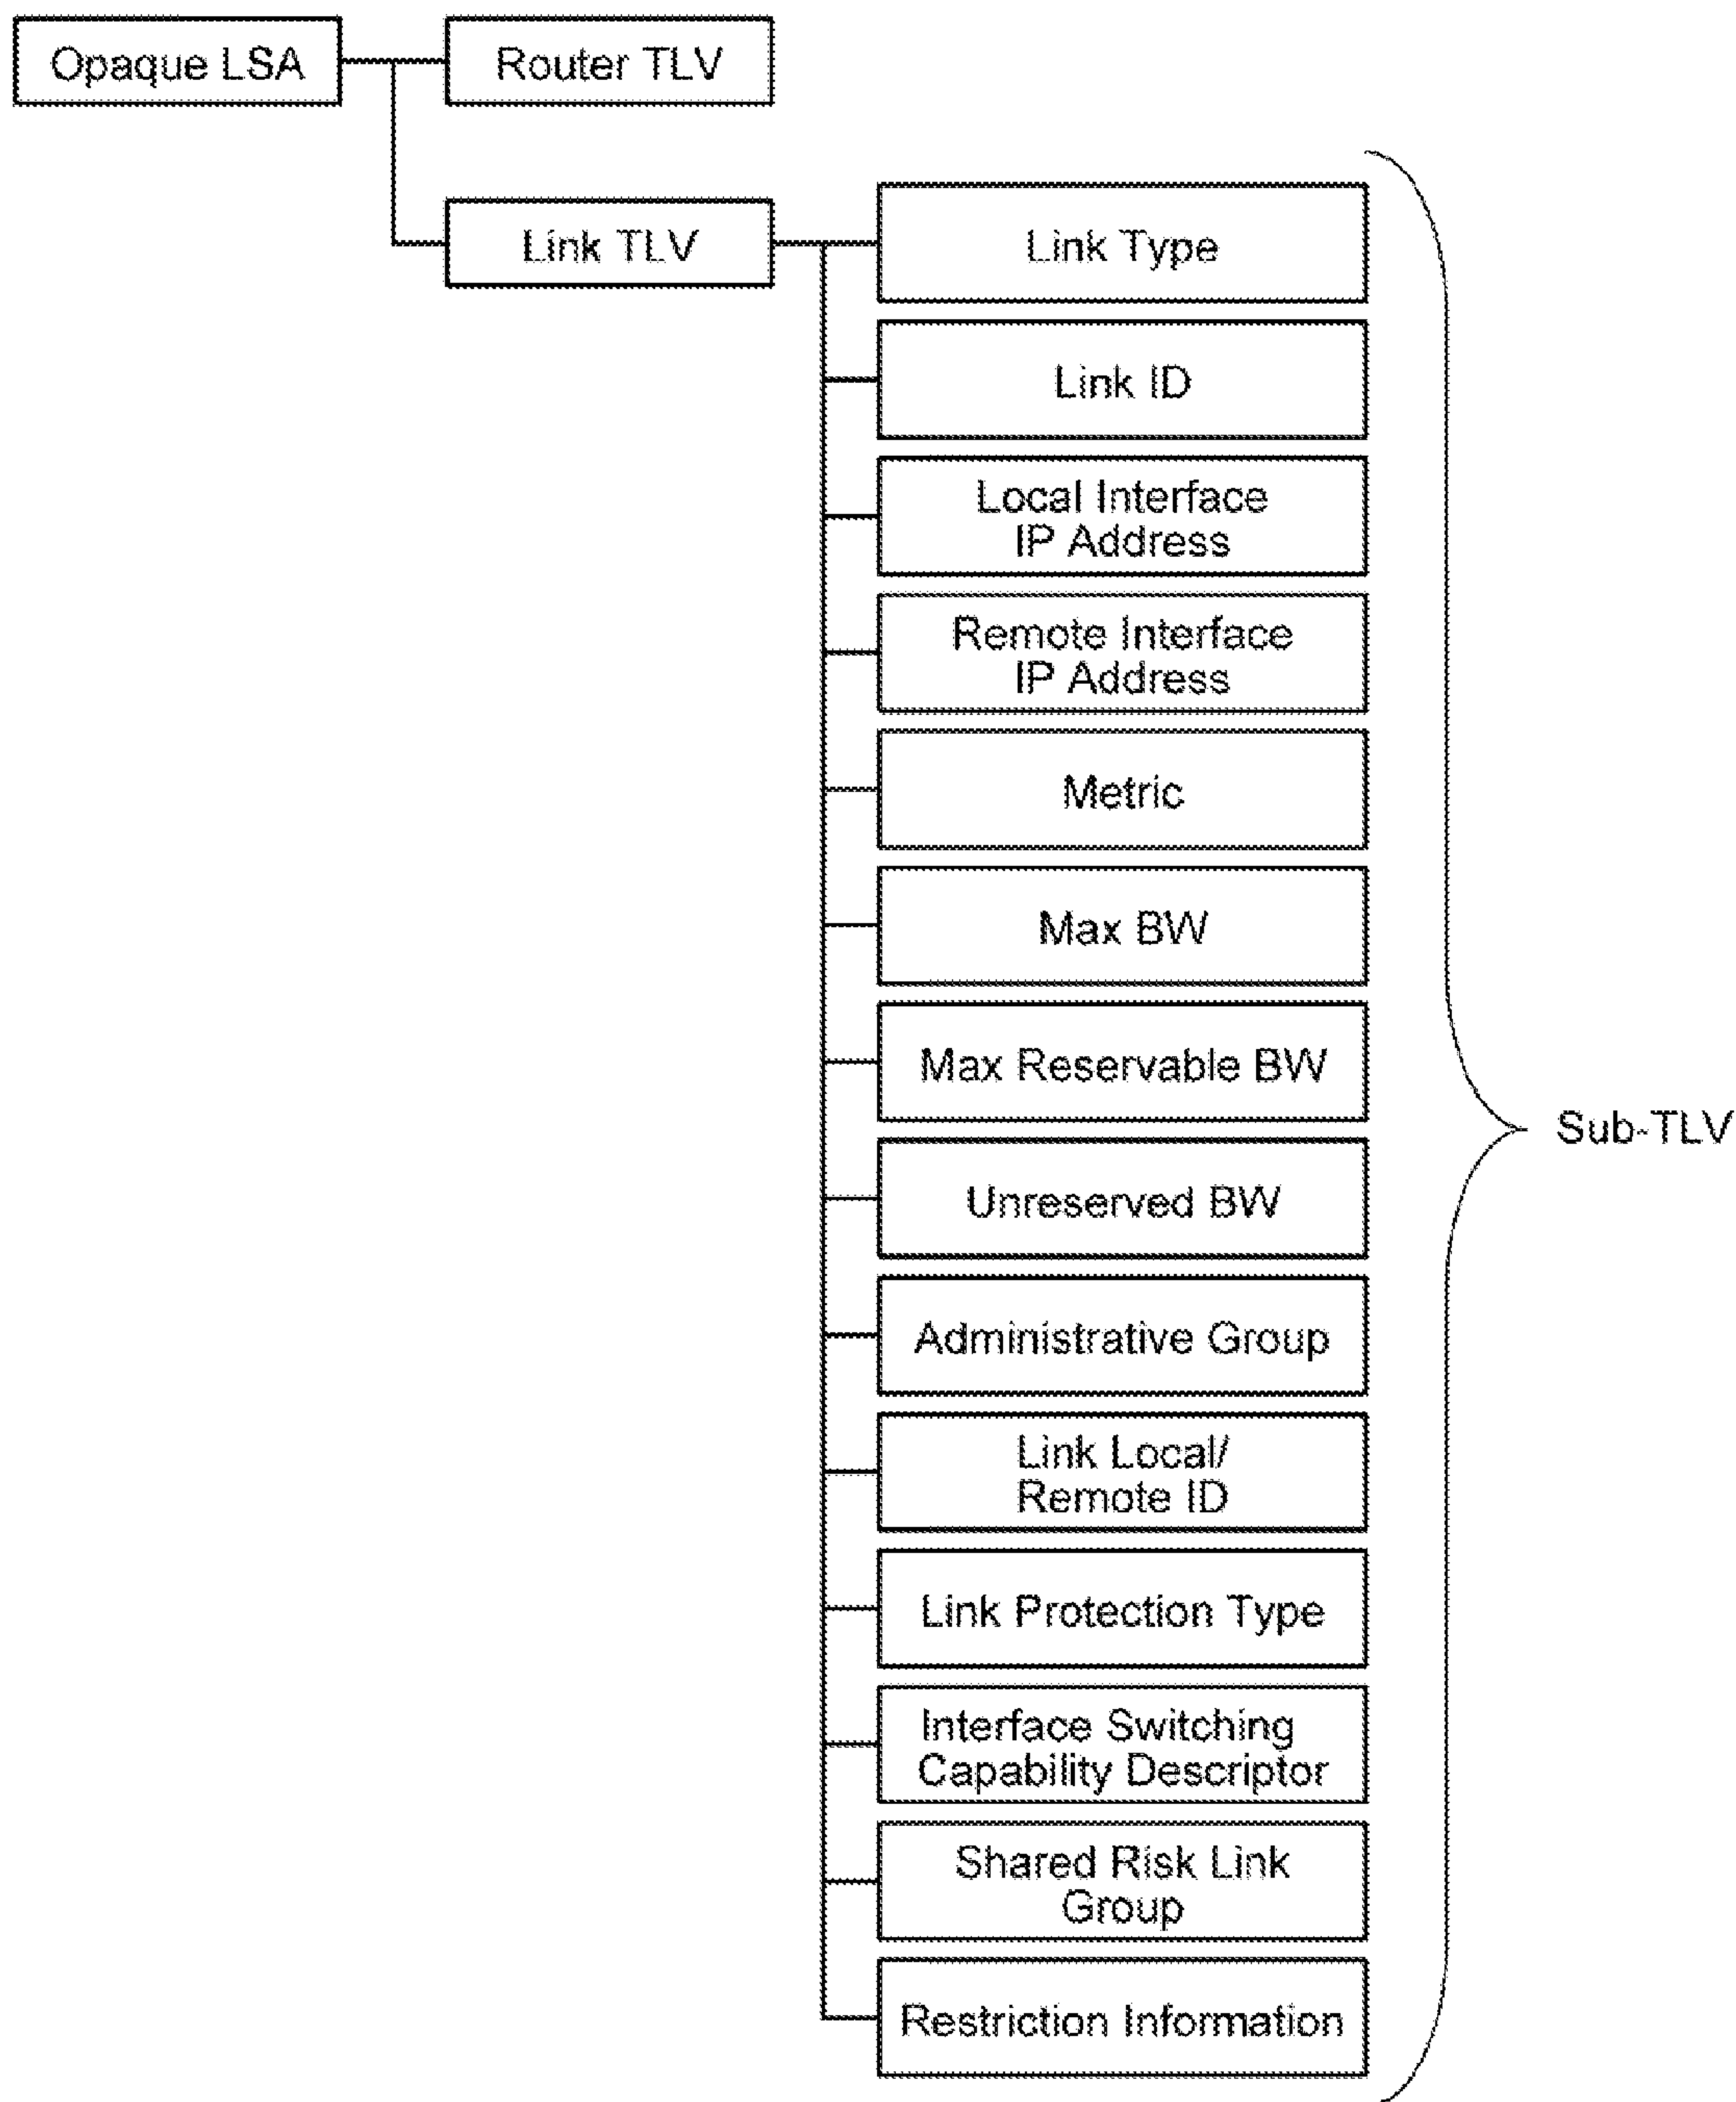 Opaque LSA
Router TLV
Link TLV
Link Type
Link ID
Local Interface
IP Address
Remote Interface
IP Address
Metric
Max BW
Max Reservable BW
Unreserved BW
Administrative Group
Link Local/
Remote ID
Link Protection Type
Interface Switching
Capability Descriptor
Shared Risk Link
Group
Restriction Information
Sub-TLV